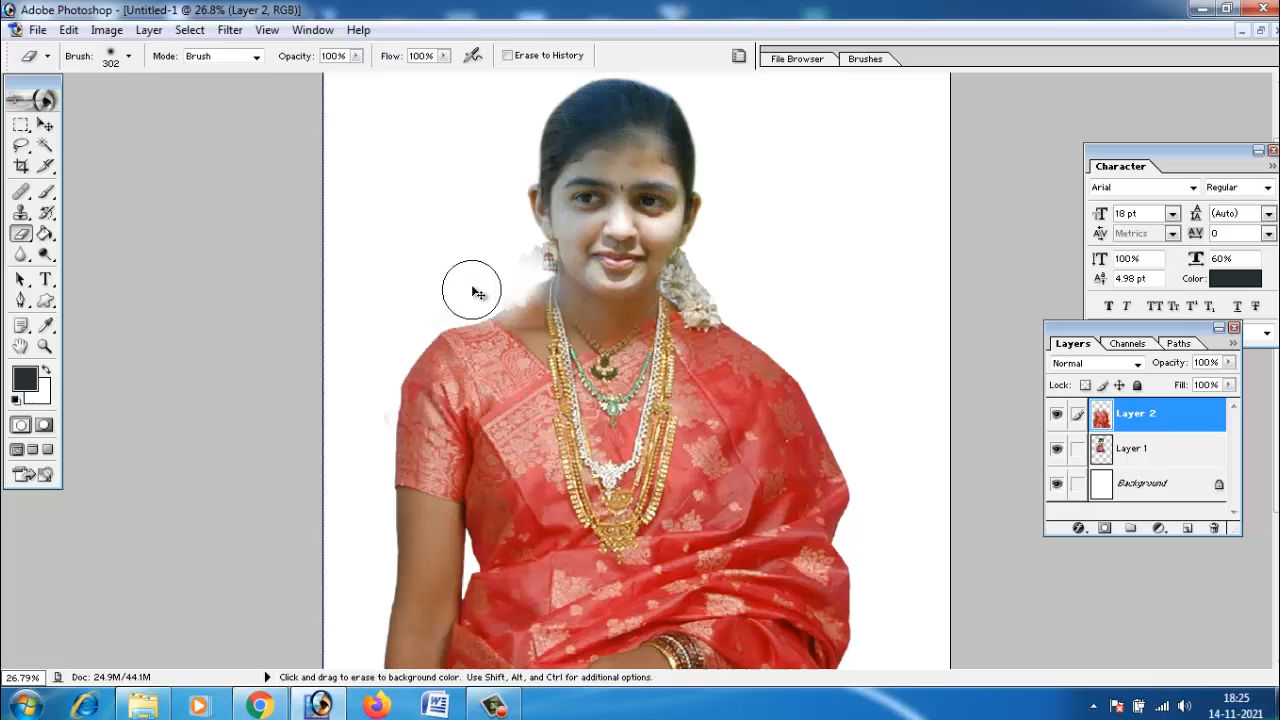 Adobe Photoshop - [Untitled-1 @ 26.8% (Layer 2, RGB)]
File Edit Image Layer Select Filter View Window Help
Brush: 302 Mode: Brush Opacity: 100% Flow: 100% Erase to History
File Browser Brushes
Character
Arial Regular
18 pt (Auto)
Metrics 0
100% 60%
4.98 pt Color:
T T TT Tr T¹ T₁ T T
Layers Channels Paths
Normal Opacity: 100%
Lock: Fill: 100%
Layer 2
Layer 1
Background
26.79% Doc: 24.9M/44.1M Click and drag to erase to background color. Use Shift, Alt, and Ctrl for additional options.
18:25
14-11-2021